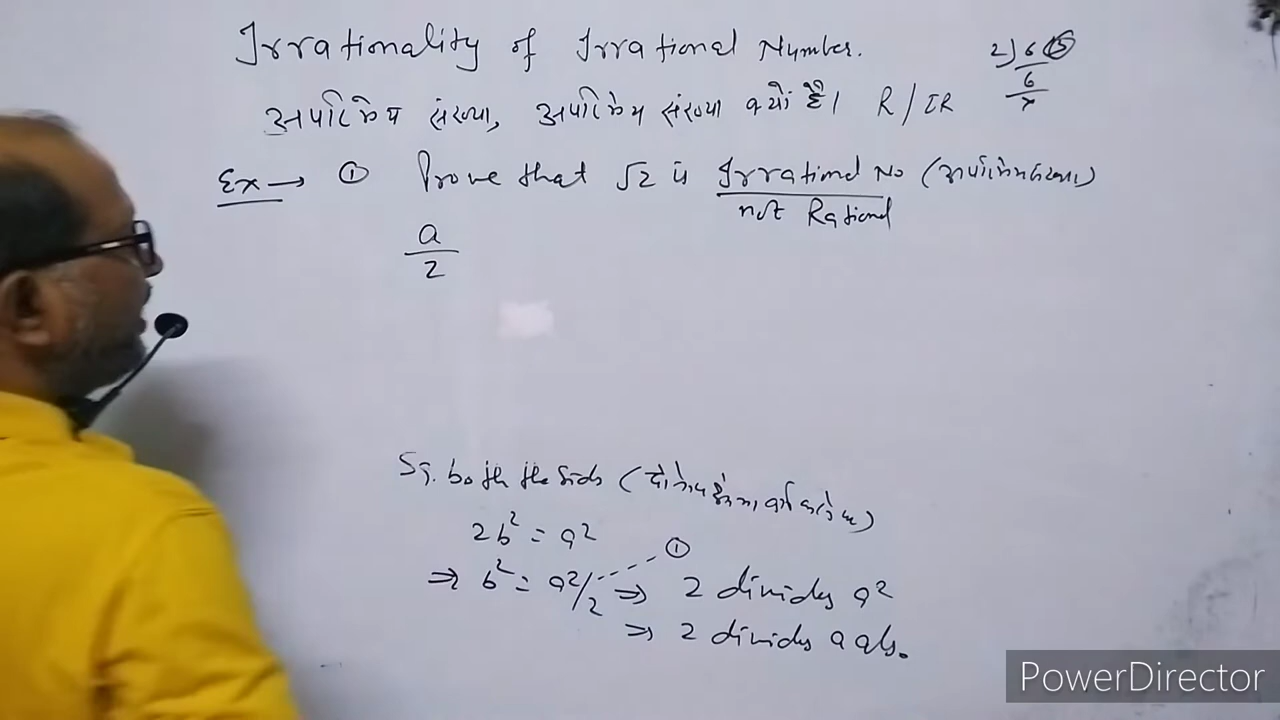 Irrationality of Irrational Number.
अपरिमेय संख्या, अपरिमेय संख्या क्यों है। R/IR
2) 6 (
6
x
Ex → ① Prove that √2 is Irrational No (अपरिमेय संख्या)
not Rational
a
2
Sq. both the sides (दोनों
2b² = a²
⇒ b² = a²/2 ---- ① ⇒ 2 divides a²
⇒ 2 divides a also.
PowerDirector